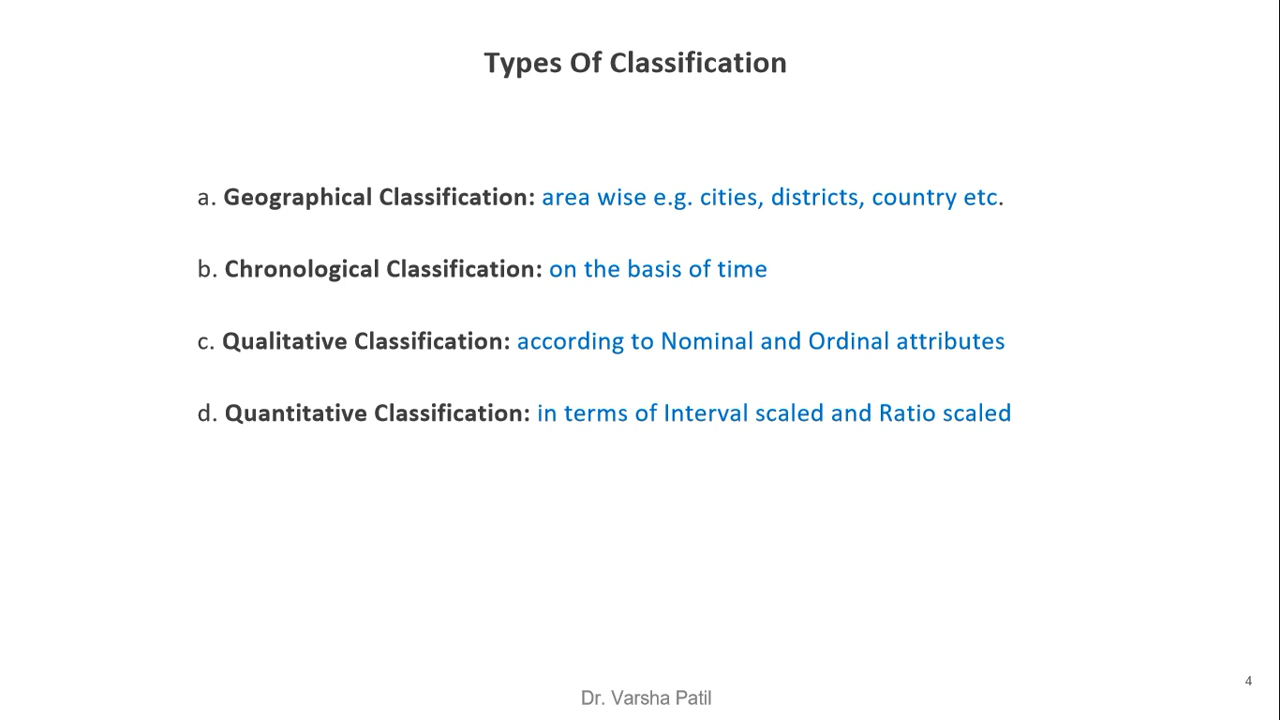 Types Of Classification
a. Geographical Classification: area wise e.g. cities, districts, country etc.
b. Chronological Classification: on the basis of time
c. Qualitative Classification: according to Nominal and Ordinal attributes
d. Quantitative Classification: in terms of Interval scaled and Ratio scaled
4
Dr. Varsha Patil